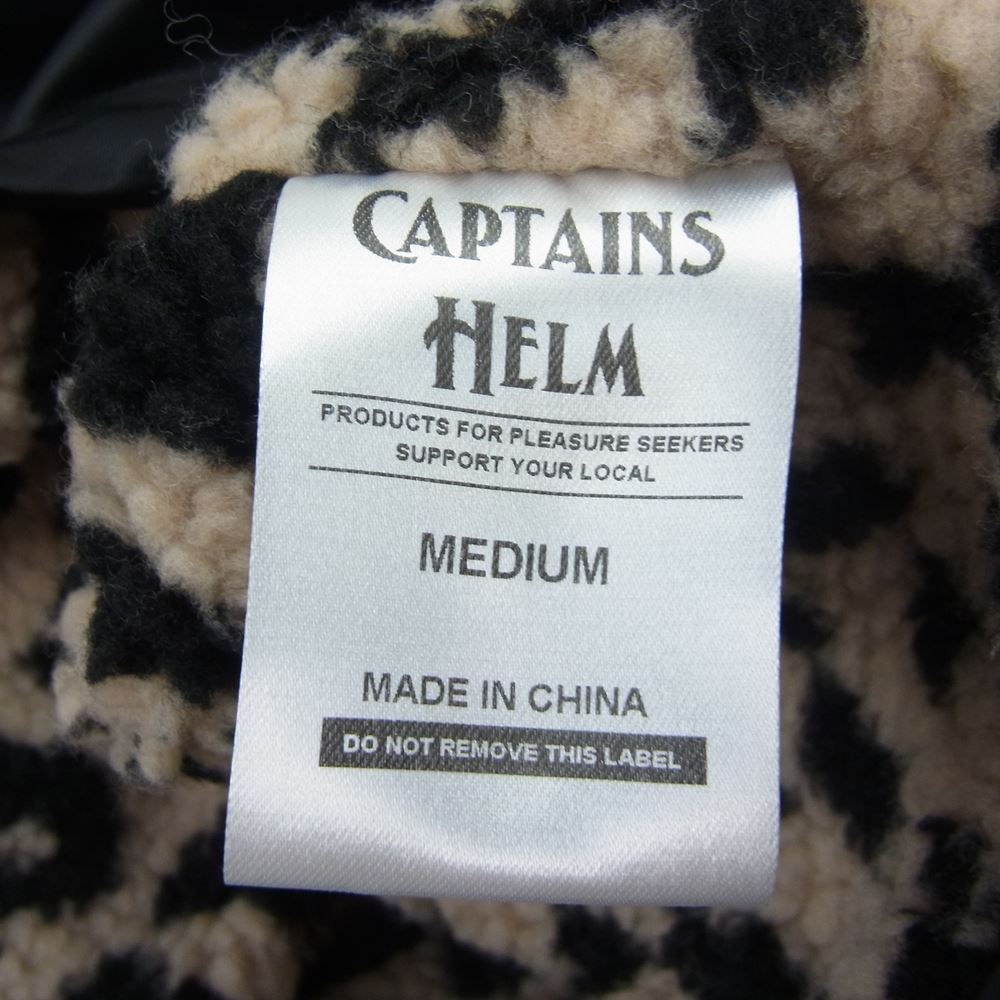 CAPTAINS
HELM
PRODUCTS FOR PLEASURE SEEKERS
SUPPORT YOUR LOCAL
MEDIUM
MADE IN CHINA
DO NOT REMOVE THIS LABEL